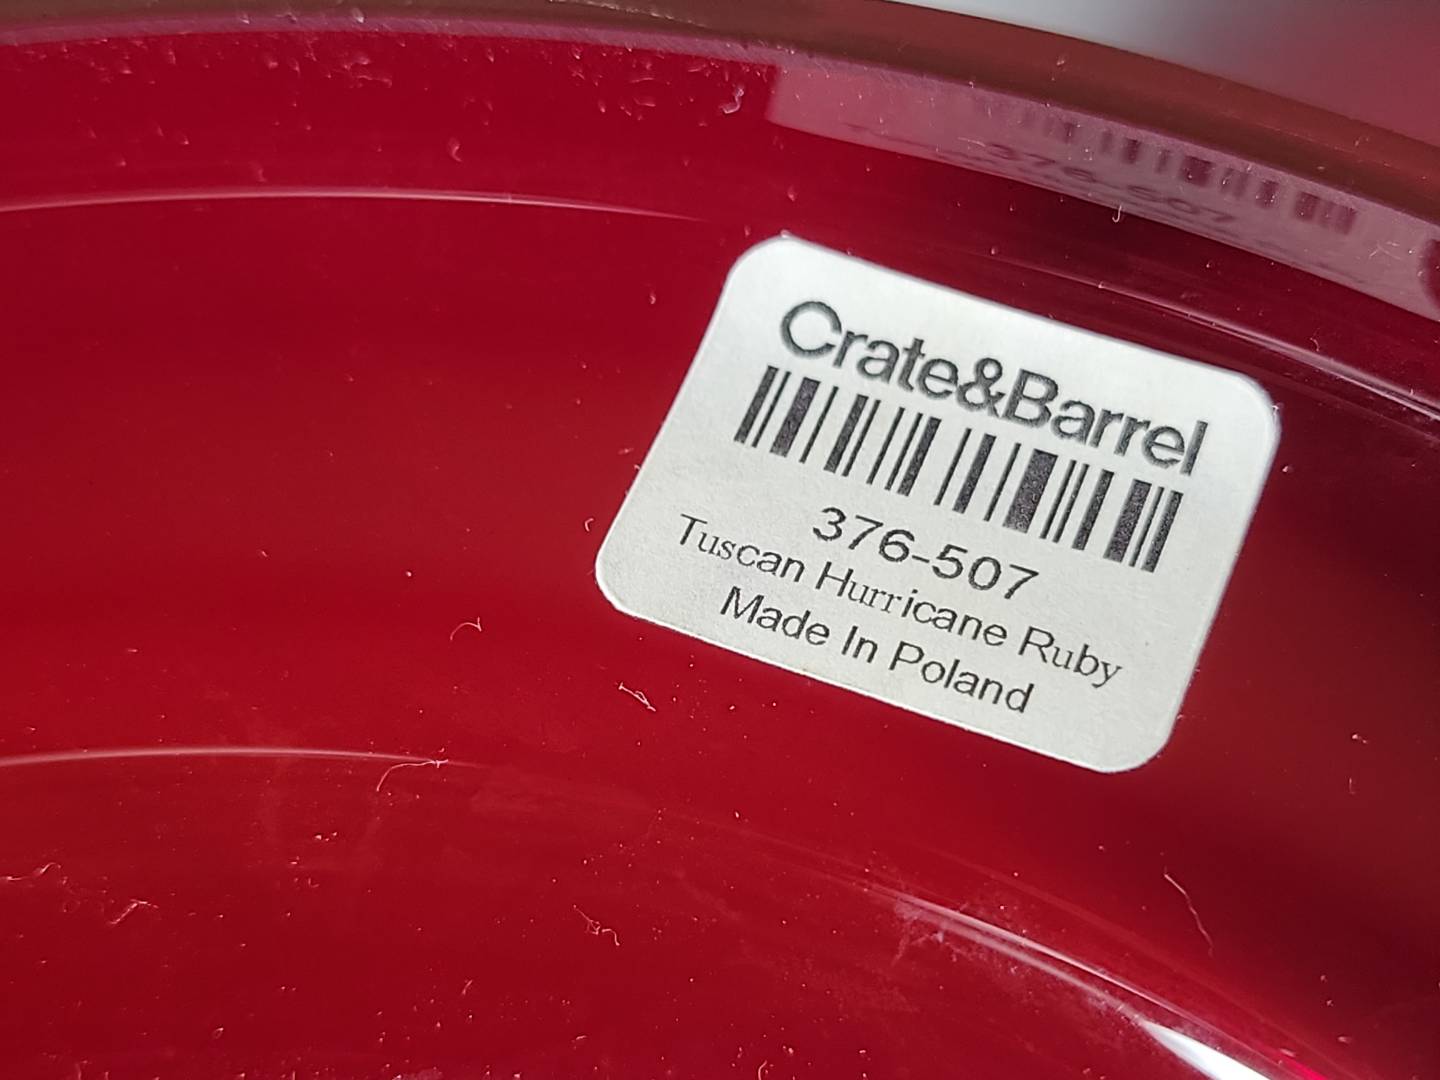 Crate&Barrel
376-507
Tuscan Hurricane Ruby
Made In Poland